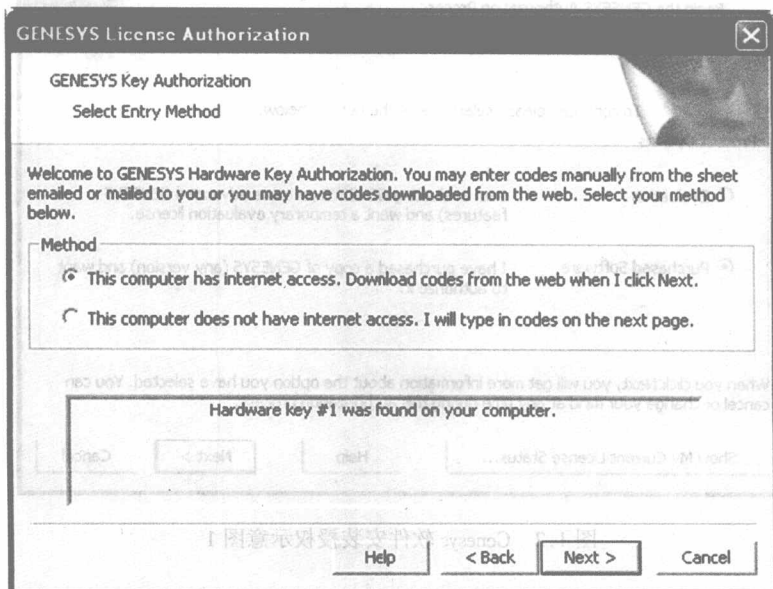 GENESYS License Authorization
GENESYS Key Authorization
Select Entry Method
Welcome to GENESYS Hardware Key Authorization. You may enter codes manually from the sheet
emailed or mailed to you or you may have codes downloaded from the web. Select your method
below.
Method
This computer has internet access. Download codes from the web when I click Next.
This computer does not have internet access. I will type in codes on the next page.
Hardware key #1 was found on your computer.
Help
< Back
Next >
Cancel